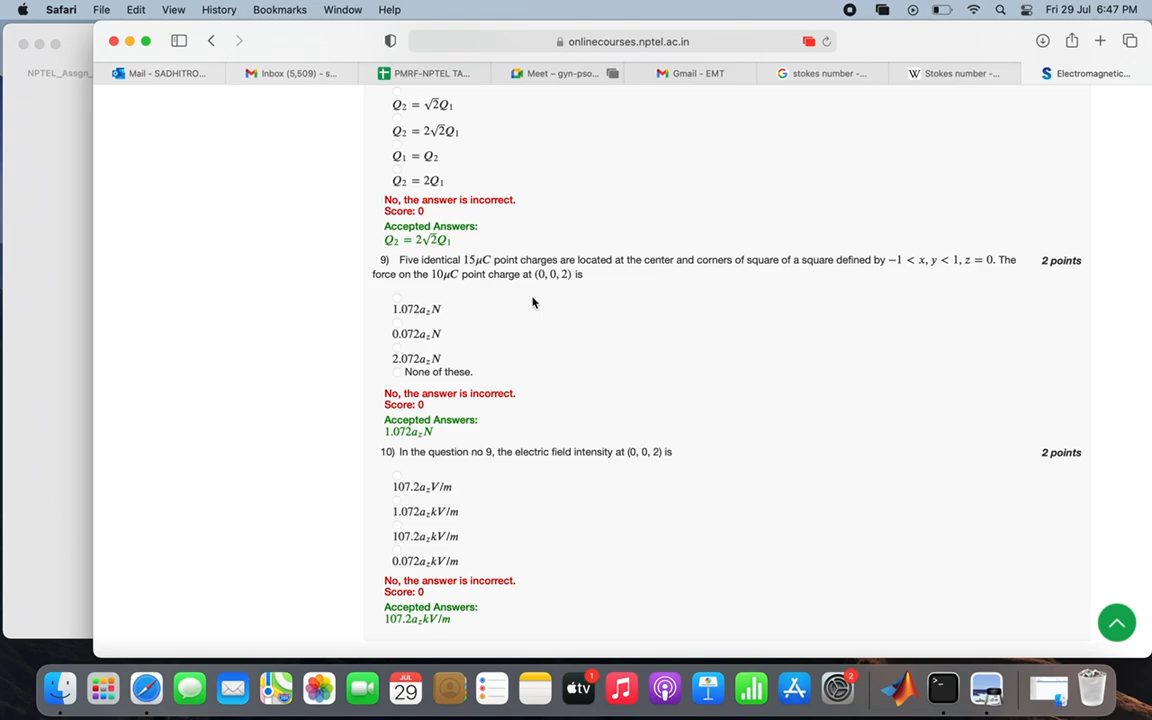 Safari File Edit View History Bookmarks Window Help Fri 29 Jul 6:47 PM
onlinecourses.nptel.ac.in
NPTEL_Assgn_ Mail - SADHITRO... Inbox (5,509) – s... PMRF-NPTEL TA... Meet – gyn-pso... Gmail - EMT stokes number -... Stokes number -... Electromagnetic...
Q₂ = √2Q₁
Q₂ = 2√2Q₁
Q₁ = Q₂
Q₂ = 2Q₁
No, the answer is incorrect.
Score: 0
Accepted Answers:
Q₂ = 2√2Q₁
9) Five identical 15μC point charges are located at the center and corners of square of a square defined by −1 < x, y < 1, z = 0. The 2 points
force on the 10μC point charge at (0, 0, 2) is
1.072a_z N
0.072a_z N
2.072a_z N
None of these.
No, the answer is incorrect.
Score: 0
Accepted Answers:
1.072a_z N
10) In the question no 9, the electric field intensity at (0, 0, 2) is 2 points
107.2a_z V/m
1.072a_z kV/m
107.2a_z kV/m
0.072a_z kV/m
No, the answer is incorrect.
Score: 0
Accepted Answers:
107.2a_z kV/m
JUL
29
tv
1
2